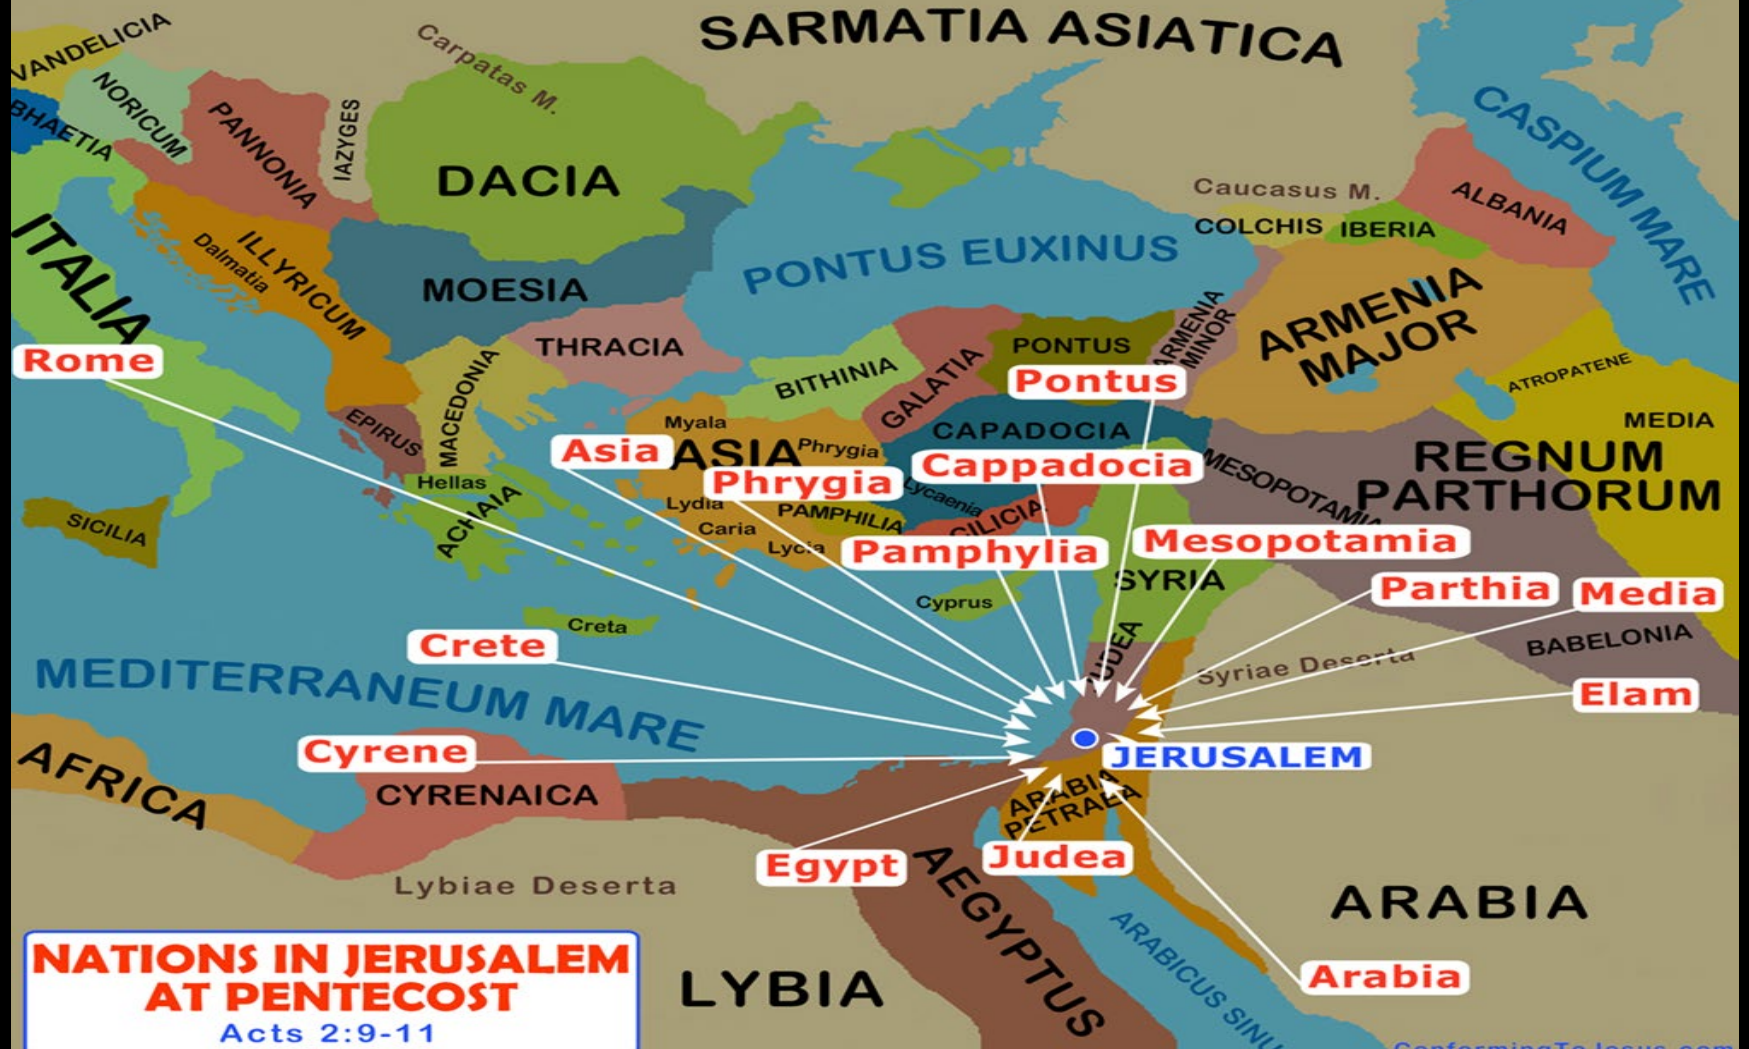 SARMATIA ASIATICA
VANDELICIA
Carpatas M.
NORICUM
BHAETIA
PANNONIA
IAZYGES
DACIA
CASPIUM MARE
Caucasus M.
ALBANIA
COLCHIS
IBERIA
ITALIA
ILLYRICUM
Dalmatia
MOESIA
PONTUS EUXINUS
ARMENIA
MAJOR
ARMENIA
MINOR
THRACIA
PONTUS
Rome
MACEDONIA
BITHINIA
GALATIA
Pontus
ATROPATENE
EPIRUS
Myala
MEDIA
CAPADOCIA
Asia
ASIA
Phrygia
REGNUM
PARTHORUM
Cappadocia
MESOPOTAMIA
Hellas
Phrygia
Lycaenia
ACHAIA
Lydia
PAMPHILIA
CILICIA
SICILIA
Caria
Lycia
Pamphylia
Mesopotamia
SYRIA
Parthia
Media
Cyprus
Creta
Crete
JUDEA
BABELONIA
Syriae Deserta
MEDITERRANEUM MARE
Elam
Cyrene
JERUSALEM
AFRICA
CYRENAICA
ARABIA
PETRAEA
Egypt
Judea
Lybiae Deserta
AEGYPTUS
ARABIA
ARABICUS SINU
NATIONS IN JERUSALEM
AT PENTECOST
Acts 2:9-11
LYBIA
Arabia
ConformingToJesus.com